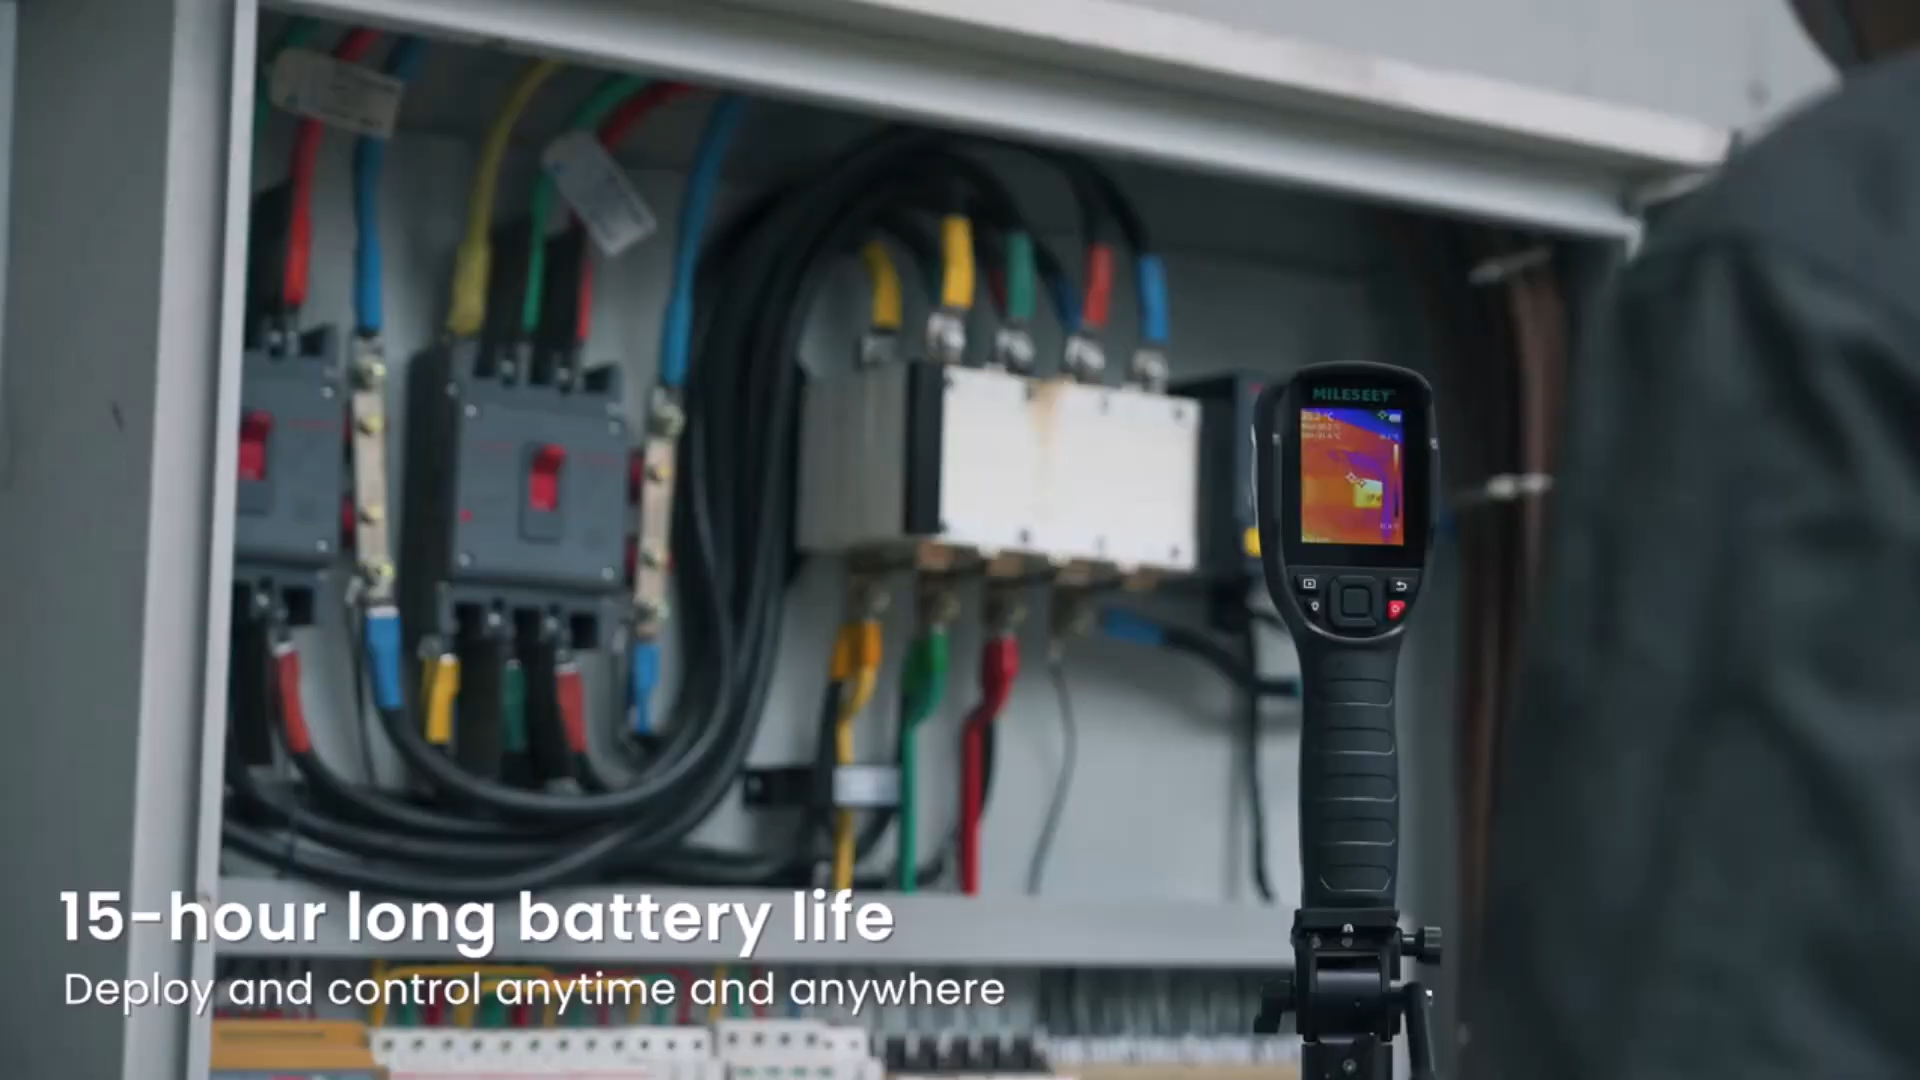 MILESEEY
15-hour long battery life
Deploy and control anytime and anywhere